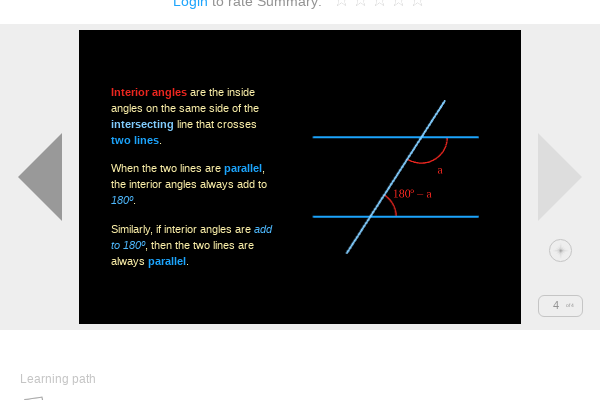 Login to rate Summary: ☆ ☆ ☆ ☆ ☆
Interior angles are the inside
angles on the same side of the
intersecting line that crosses
two lines.
When the two lines are parallel,
the interior angles always add to
180º.
Similarly, if interior angles are add
to 180º, then the two lines are
always parallel.
a
180° – a
4
Learning path